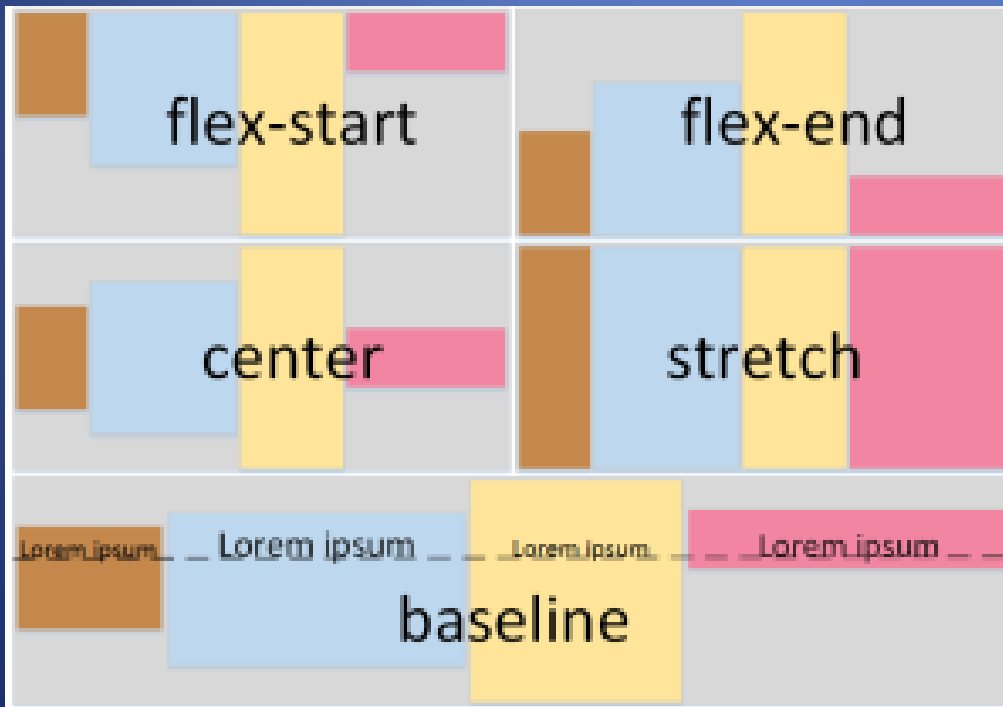 flex-start
flex-end
center
stretch
Lorem ipsum Lorem ipsum Lorem ipsum Lorem ipsum
baseline